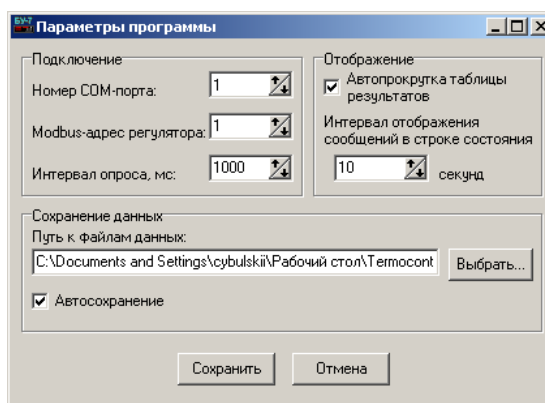 БУ-7
Параметры программы
Подключение
Номер COM-порта:
1
Modbus-адрес регулятора:
1
Интервал опроса, мс:
1000
Отображение
Автопрокрутка таблицы
результатов
Интервал отображения
сообщений в строке состояния
10
секунд
Сохранение данных
Путь к файлам данных:
C:\Documents and Settings\cybulskii\Рабочий стол\Termocont
Выбрать...
Автосохранение
Сохранить
Отмена